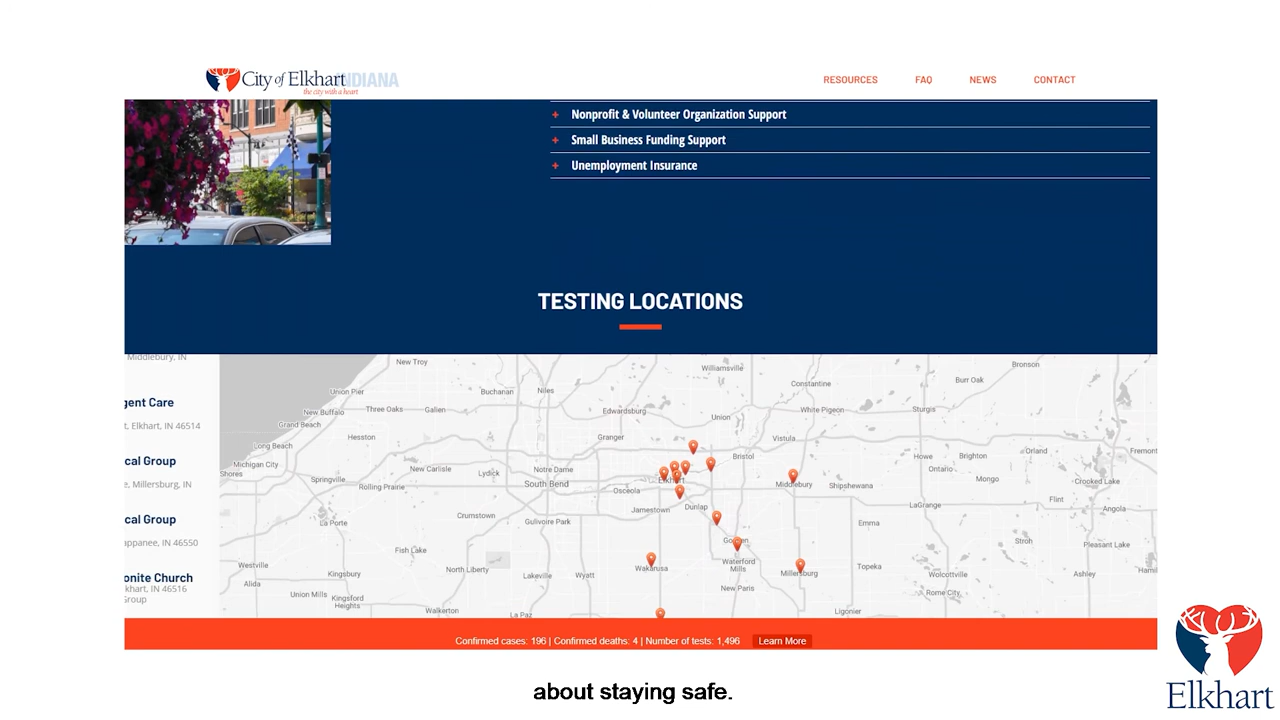 City of Elkhart
INDIANA
the city with a heart
RESOURCES
FAQ
NEWS
CONTACT
+ Nonprofit & Volunteer Organization Support
+ Small Business Funding Support
+ Unemployment Insurance
TESTING LOCATIONS
Middlebury, IN
gent Care
t, Elkhart, IN 46514
cal Group
e, Millersburg, IN
cal Group
appanee, IN 46550
onite Church
khart, IN 46516
Group
New Troy
Williamsville
Bronson
Union Pier
Buchanan
Niles
Constantine
Burr Oak
New Buffalo
Three Oaks
Galien
Edwardsburg
Union
White Pigeon
Sturgis
Grand Beach
Hesston
Granger
Vistula
Long Beach
Bristol
Howe
Brighton
Orland
Fremont
Michigan City
Shores
New Carlisle
Lydick
Notre Dame
Ontario
Springville
Rolling Prairie
South Bend
Osceola
Elkhart
Middlebury
Shipshewana
Mongo
Crooked Lake
Flint
Jamestown
Dunlap
LaGrange
Angola
La Porte
Crumstown
Gulivoire Park
Emma
Goshen
Stroh
Pleasant Lake
Fish Lake
Westville
Kingsbury
North Liberty
Lakeville
Wyatt
Wakarusa
Waterford
Mills
Millersburg
Topeka
Wolcottville
Ashley
Hami
Alida
Union Mills
Kingsford
Heights
New Paris
Rome City
Walkerton
La Paz
Ligonier
Confirmed cases: 196 | Confirmed deaths: 4 | Number of tests: 1,496
Learn More
Elkhart
about staying safe.